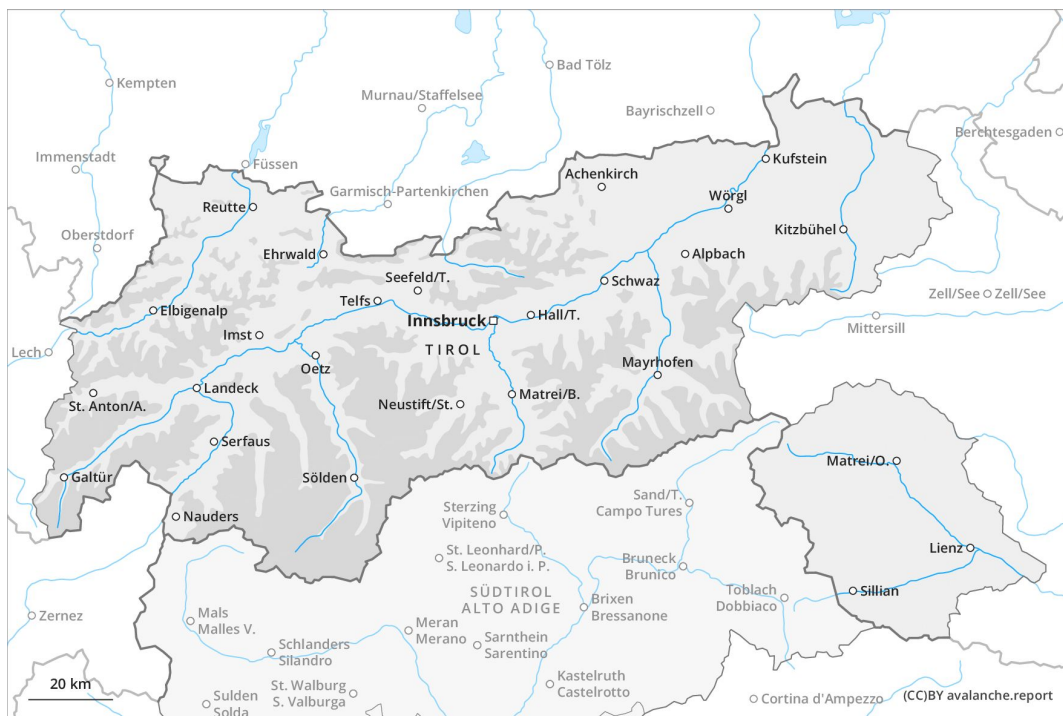 Kempten
Bad Tölz
Murnau/Staffelsee
Bayrischzell
Berchtesgaden
Immenstadt
Füssen
Kufstein
Achenkirch
Garmisch-Partenkirchen
Wörgl
Reutte
Kitzbühel
Oberstdorf
Ehrwald
Alpbach
Seefeld/T.
Schwaz
Zell/See
Zell/See
Telfs
Elbigenalp
Innsbruck
Hall/T.
Mittersill
Imst
TIROL
Lech
Oetz
Mayrhofen
Landeck
St. Anton/A.
Neustift/St.
Matrei/B.
Serfaus
Matrei/O.
Galtür
Sölden
Sand/T.
Campo Tures
Sterzing
Vipiteno
Nauders
Lienz
St. Leonhard/P.
S. Leonardo i. P.
Bruneck
Brunico
SÜDTIROL
ALTO ADIGE
Toblach
Dobbiaco
Sillian
Brixen
Bressanone
Zernez
Mals
Malles V.
Meran
Merano
Sarnthein
Sarentino
Schlanders
Silandro
Kastelruth
Castelrotto
20 km
St. Walburg
S. Valburga
Sulden
Solda
Cortina d'Ampezzo
(CC)BY avalanche.report